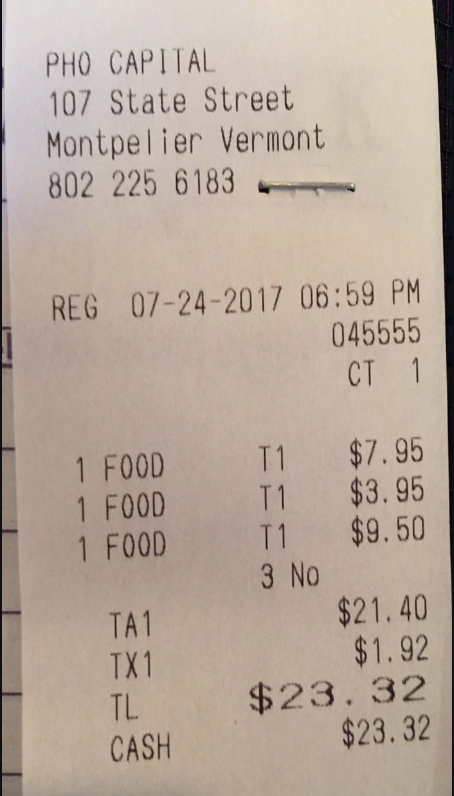 PHO CAPITAL
107 State Street
Montpelier Vermont
802 225 6183
REG 07-24-2017 06:59 PM
045555
CT 1
1 FOOD T1 $7.95
1 FOOD T1 $3.95
1 FOOD T1 $9.50
3 No
TA1 $21.40
TX1 $1.92
TL $23.32
CASH $23.32